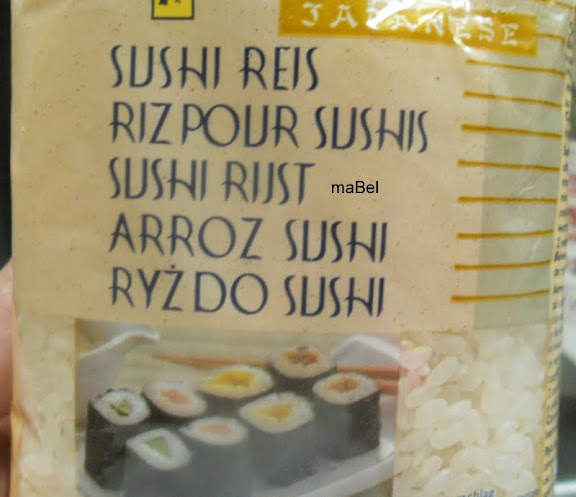 JAPANESE
SUSHI REIS
RIZ POUR SUSHIS
SUSHI RIJST
maBel
ARROZ SUSHI
RYŻ DO SUSHI